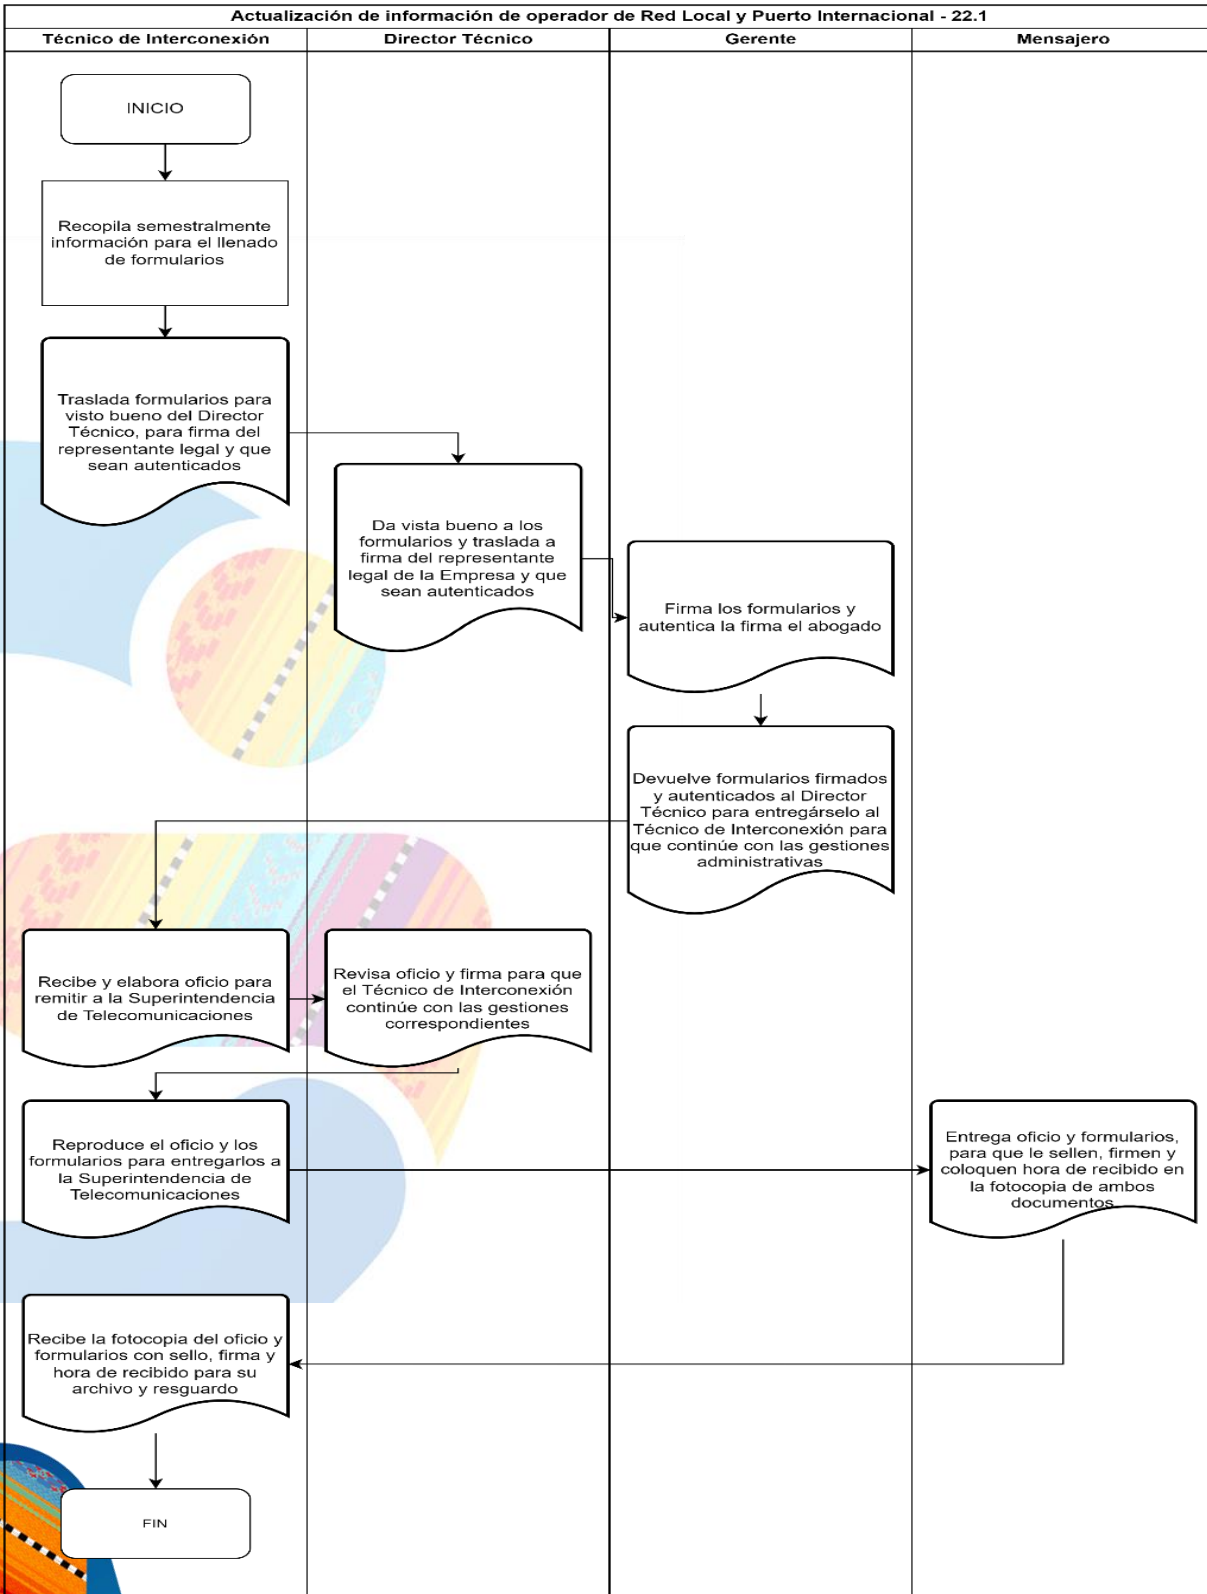 Actualización de información de operador de Red Local y Puerto Internacional - 22.1
Técnico de Interconexión
Director Técnico
Gerente
Mensajero
INICIO
Recopila semestralmente
información para el llenado
de formularios
Traslada formularios para
visto bueno del Director
Técnico, para firma del
representante legal y que
sean autenticados
Da vista bueno a los
formularios y traslada a
firma del representante
legal de la Empresa y que
sean autenticados
Firma los formularios y
autentica la firma el abogado
Devuelve formularios firmados
y autenticados al Director
Técnico para entregárselo al
Técnico de Interconexión para
que continúe con las gestiones
administrativas
Recibe y elabora oficio para
remitir a la Superintendencia
de Telecomunicaciones
Revisa oficio y firma para que
el Técnico de Interconexión
continúe con las gestiones
correspondientes
Reproduce el oficio y los
formularios para entregarlos a
la Superintendencia de
Telecomunicaciones
Entrega oficio y formularios,
para que le sellen, firmen y
coloquen hora de recibido en
la fotocopia de ambos
documentos.
Recibe la fotocopia del oficio y
formularios con sello, firma y
hora de recibido para su
archivo y resguardo
FIN